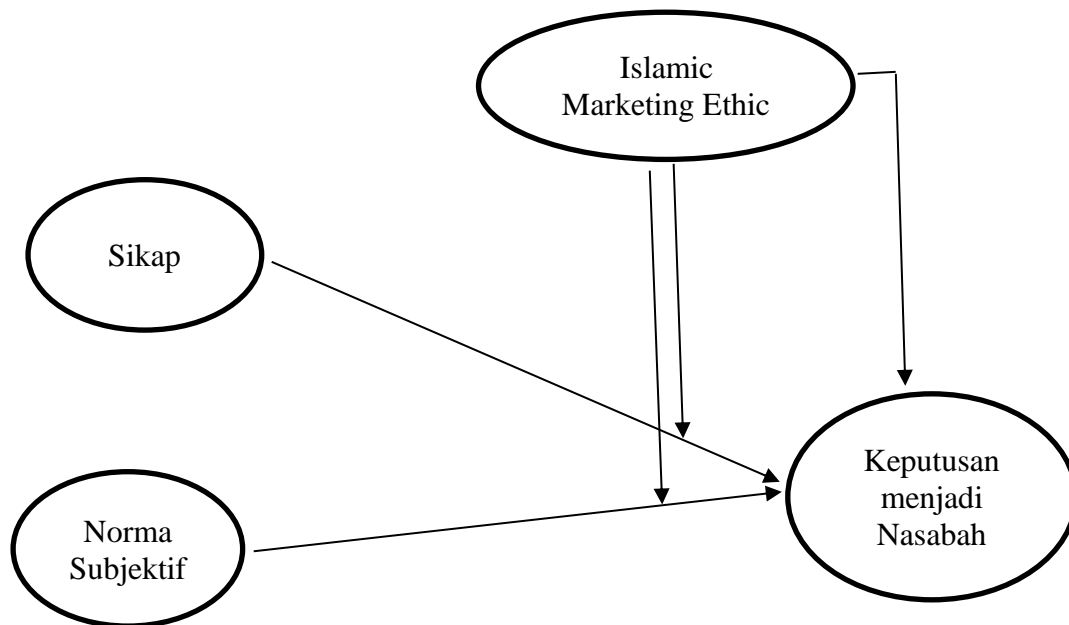 Islamic
Marketing Ethic
Sikap
Keputusan
menjadi
Nasabah
Norma
Subjektif